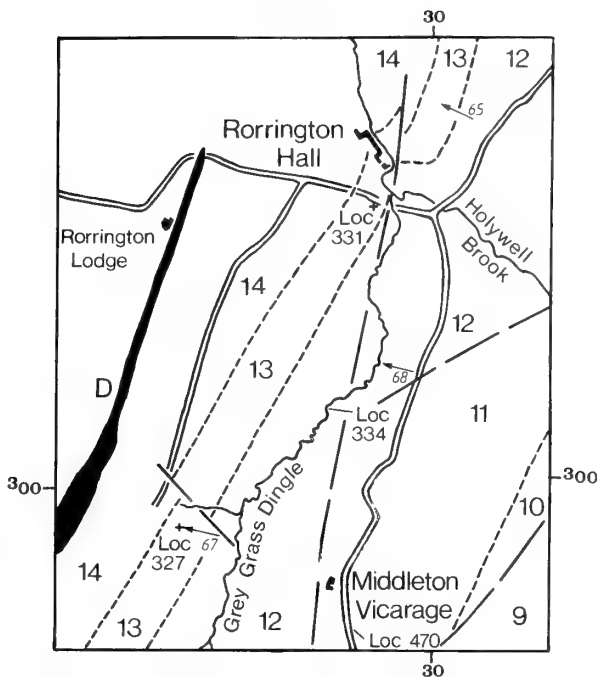 30
14
13
12
65
Rorrington
Hall
Loc
331
Holywell
Brook
Rorrington
Lodge
14
12
13
68
D
Loc
334
11
300
300
10
Grey Grass Dingle
Loc
327
67
14
Middleton
Vicarage
13
12
9
Loc 470
30